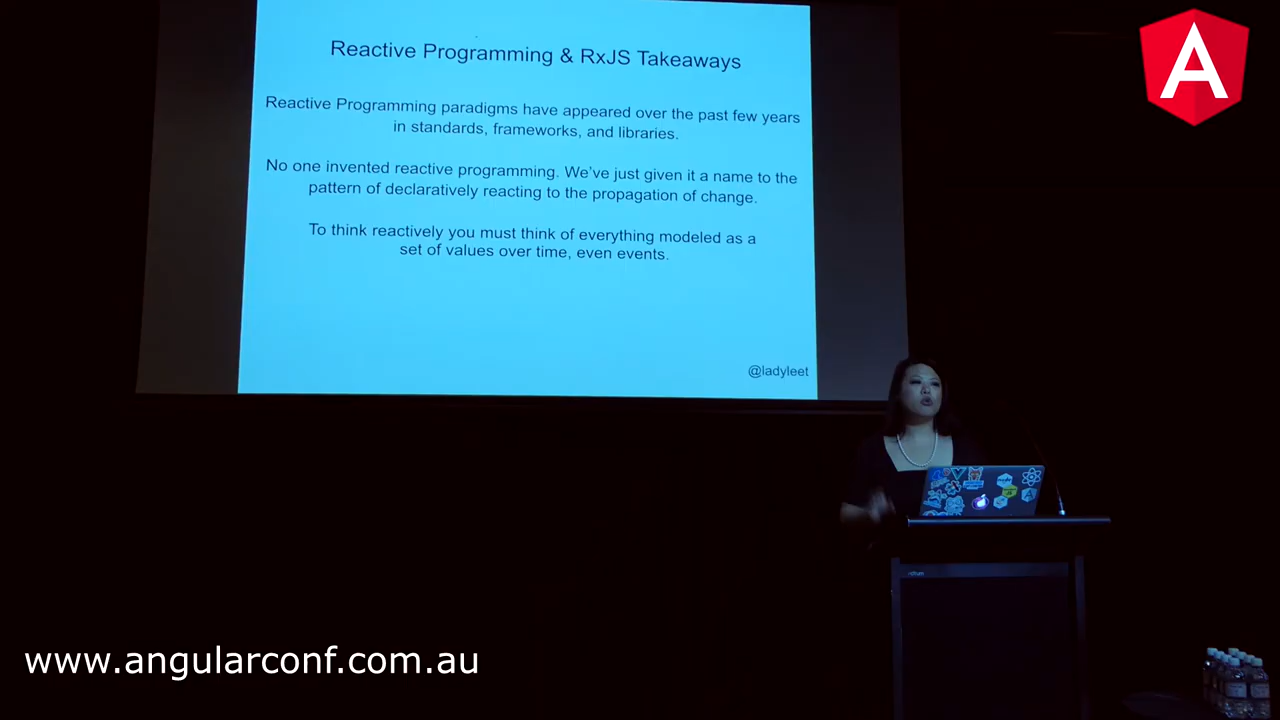 Reactive Programming & RxJS Takeaways
Reactive Programming paradigms have appeared over the past few years
in standards, frameworks, and libraries.
No one invented reactive programming. We've just given it a name to the
pattern of declaratively reacting to the propagation of change.
To think reactively you must think of everything modeled as a
set of values over time, even events.
@ladyleet
A
www.angularconf.com.au